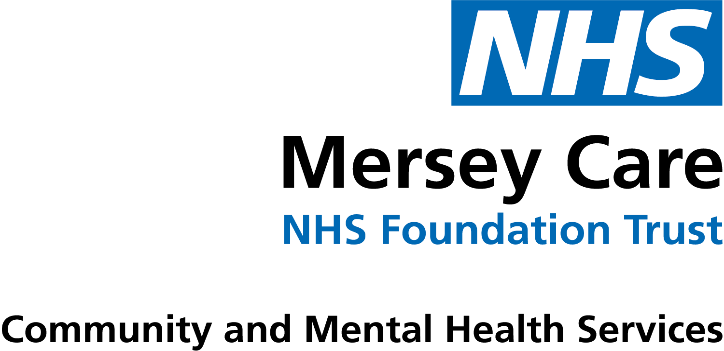 NHS
Mersey Care
NHS Foundation Trust
Community and Mental Health Services